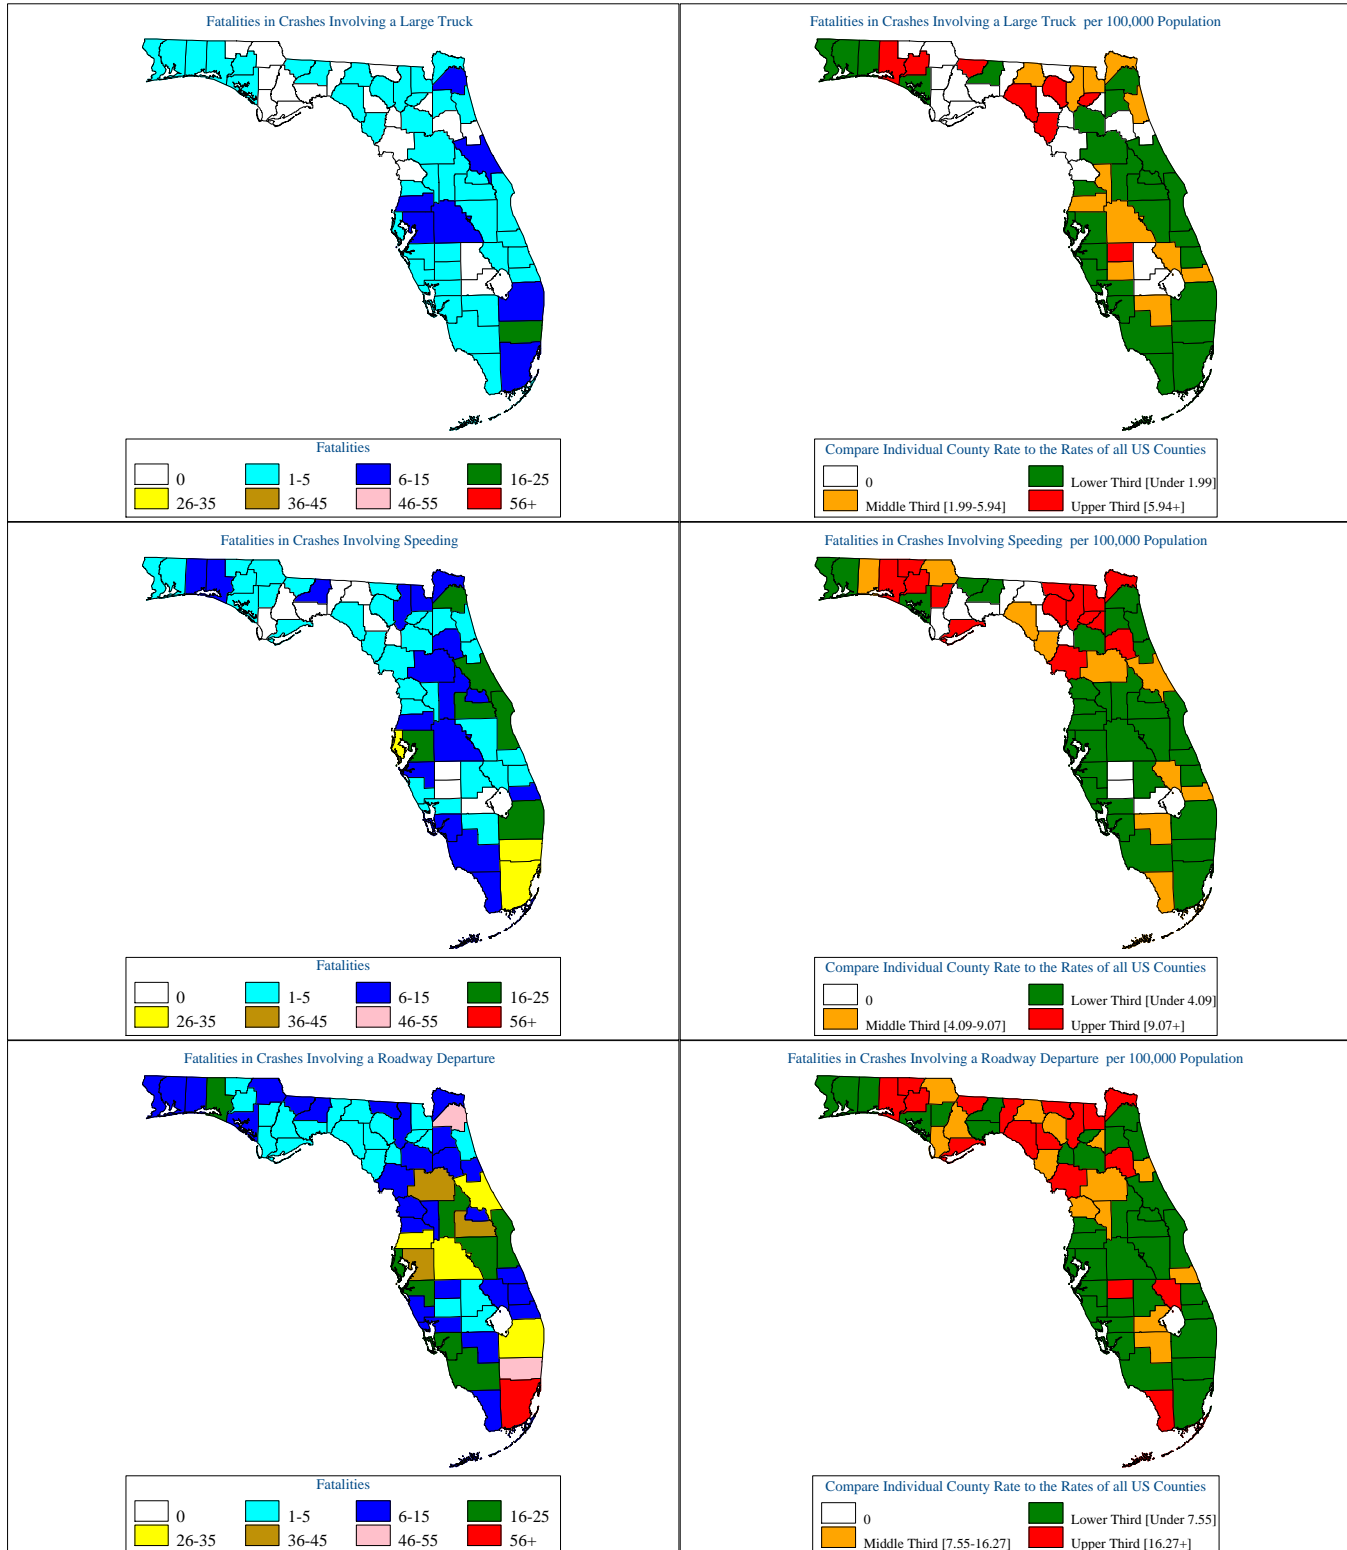 Fatalities in Crashes Involving a Large Truck
Fatalities
0 1-5 6-15 16-25
26-35 36-45 46-55 56+
Fatalities in Crashes Involving a Large Truck per 100,000 Population
Compare Individual County Rate to the Rates of all US Counties
0 Lower Third [Under 1.99]
Middle Third [1.99-5.94] Upper Third [5.94+]
Fatalities in Crashes Involving Speeding
Fatalities
0 1-5 6-15 16-25
26-35 36-45 46-55 56+
Fatalities in Crashes Involving Speeding per 100,000 Population
Compare Individual County Rate to the Rates of all US Counties
0 Lower Third [Under 4.09]
Middle Third [4.09-9.07] Upper Third [9.07+]
Fatalities in Crashes Involving a Roadway Departure
Fatalities
0 1-5 6-15 16-25
26-35 36-45 46-55 56+
Fatalities in Crashes Involving a Roadway Departure per 100,000 Population
Compare Individual County Rate to the Rates of all US Counties
0 Lower Third [Under 7.55]
Middle Third [7.55-16.27] Upper Third [16.27+]